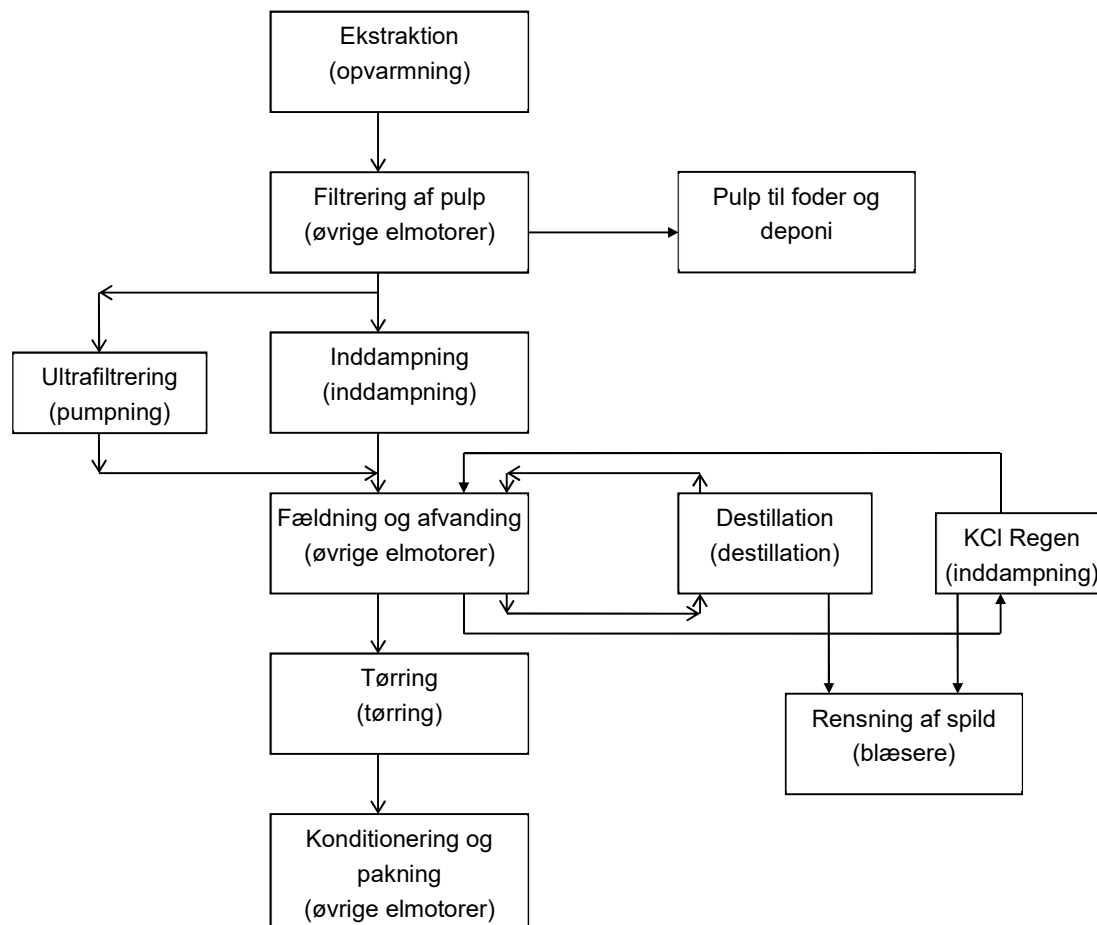 Ekstraktion
(opvarmning)
Filtrering af pulp
(øvrige elmotorer)
Pulp til foder og
deponi
Ultrafiltrering
(pumpning)
Inddampning
(inddampning)
Fældning og afvanding
(øvrige elmotorer)
Destillation
(destillation)
KCl Regen
(inddampning)
Tørring
(tørring)
Rensning af spild
(blæsere)
Konditionering og
pakning
(øvrige elmotorer)